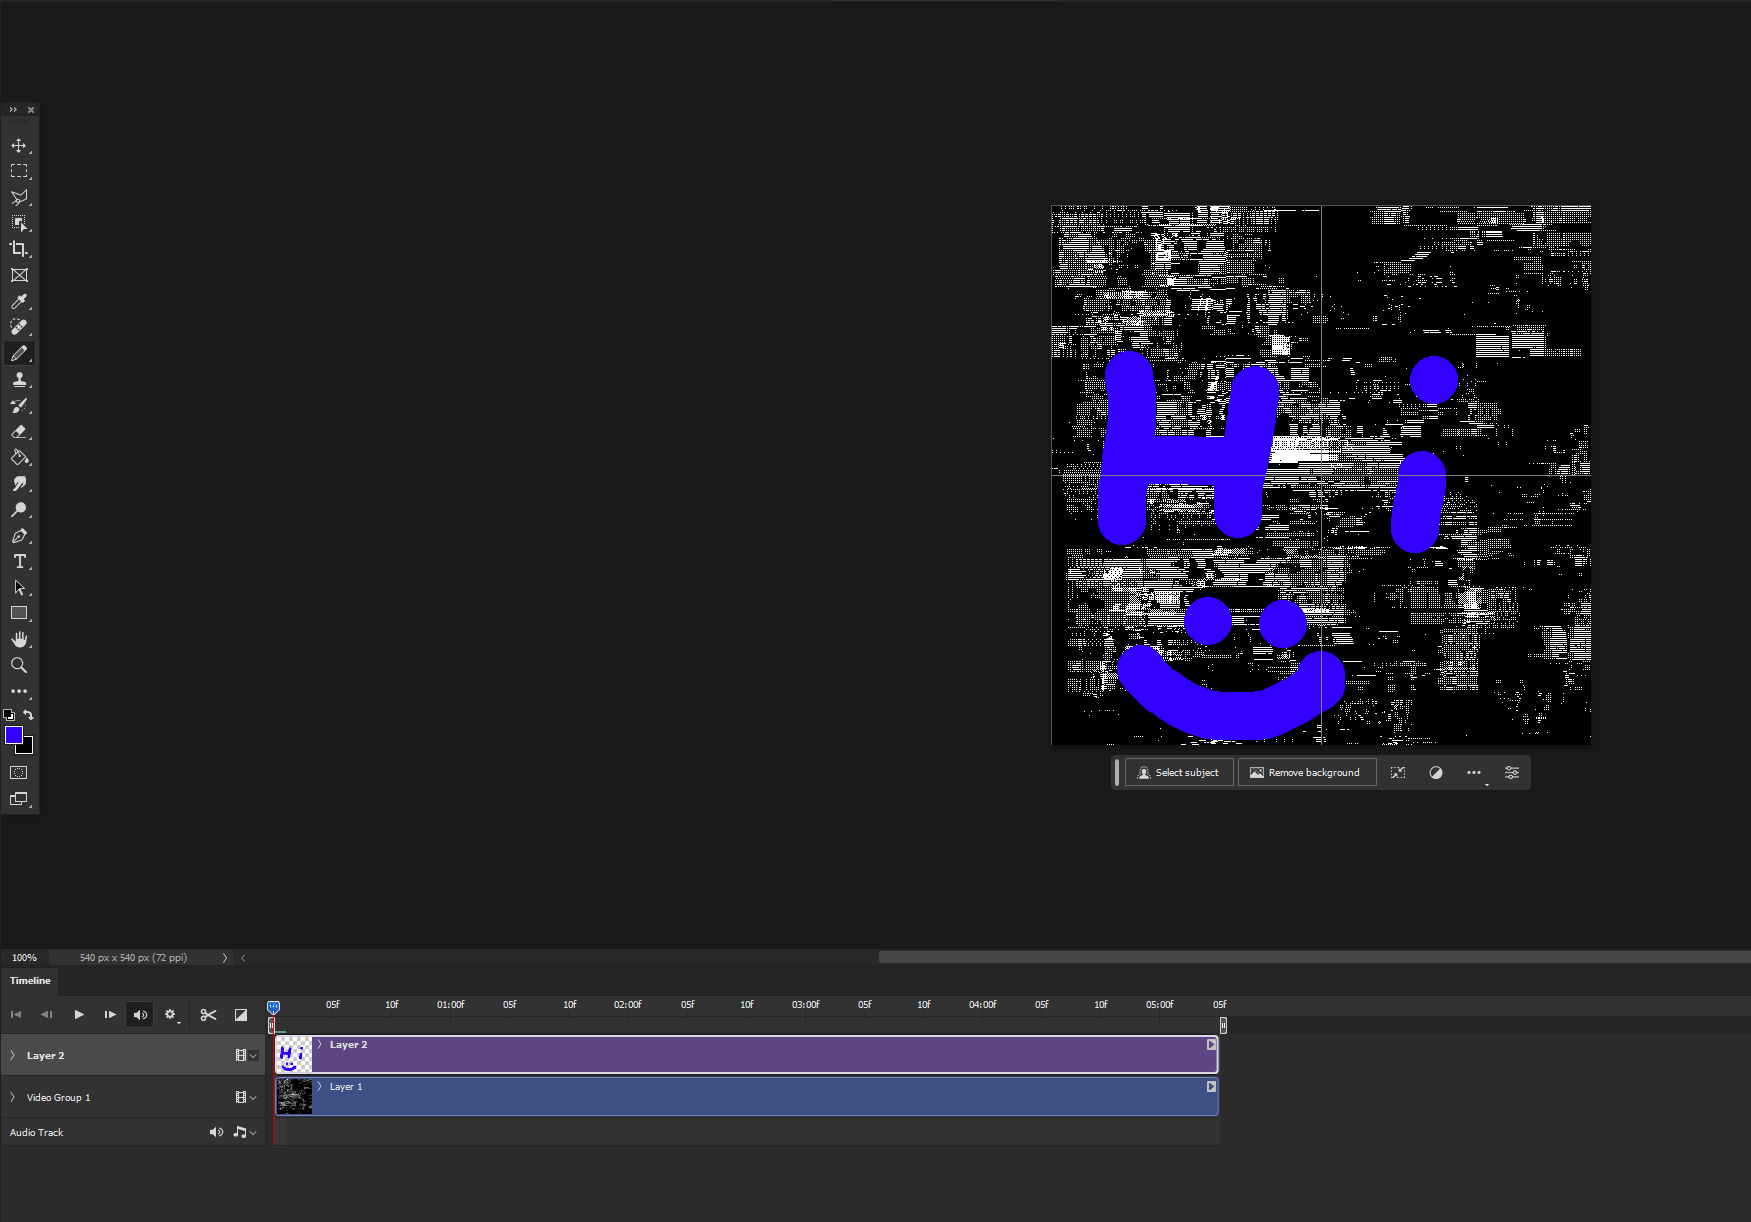 Hi
Select subject
Remove background
100%
540 px x 540 px (72 ppi)
Timeline
05f 10f 01:00f 05f 10f 02:00f 05f 10f 03:00f 05f 10f 04:00f 05f 10f 05:00f 05f
Layer 2
Layer 2
Video Group 1
Layer 1
Audio Track